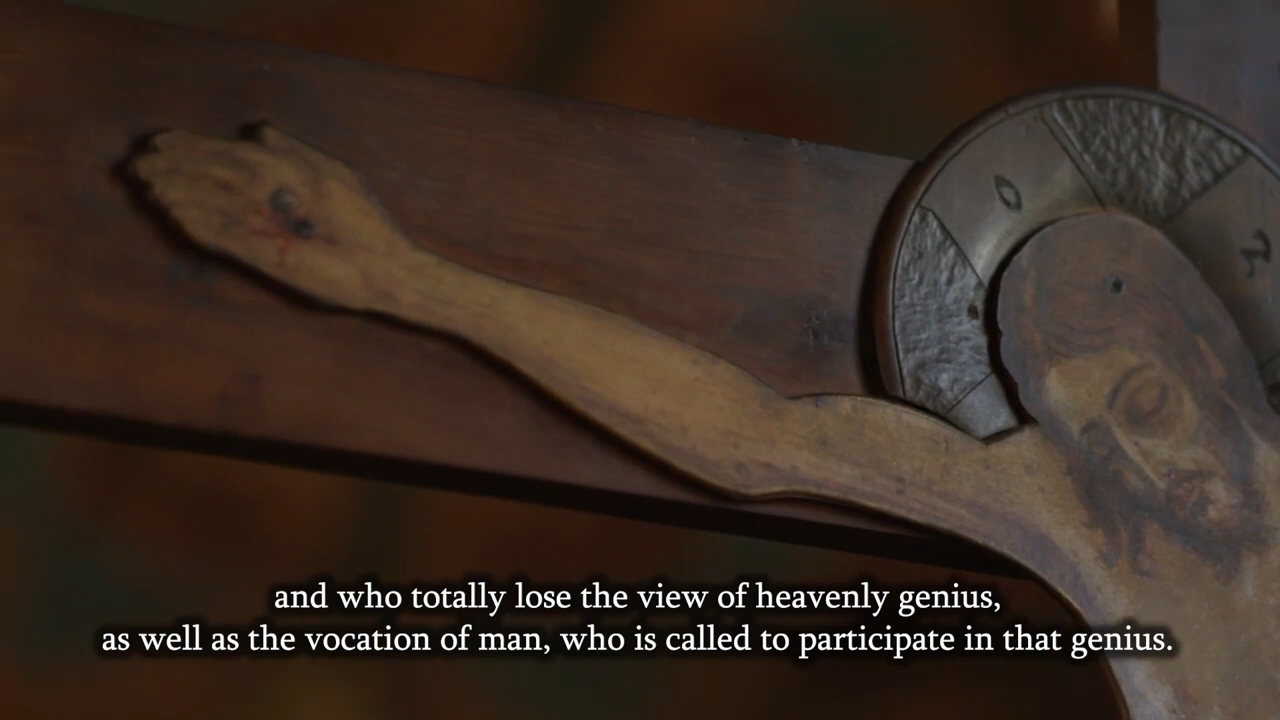 and who totally lose the view of heavenly genius,
as well as the vocation of man, who is called to participate in that genius.
O
N